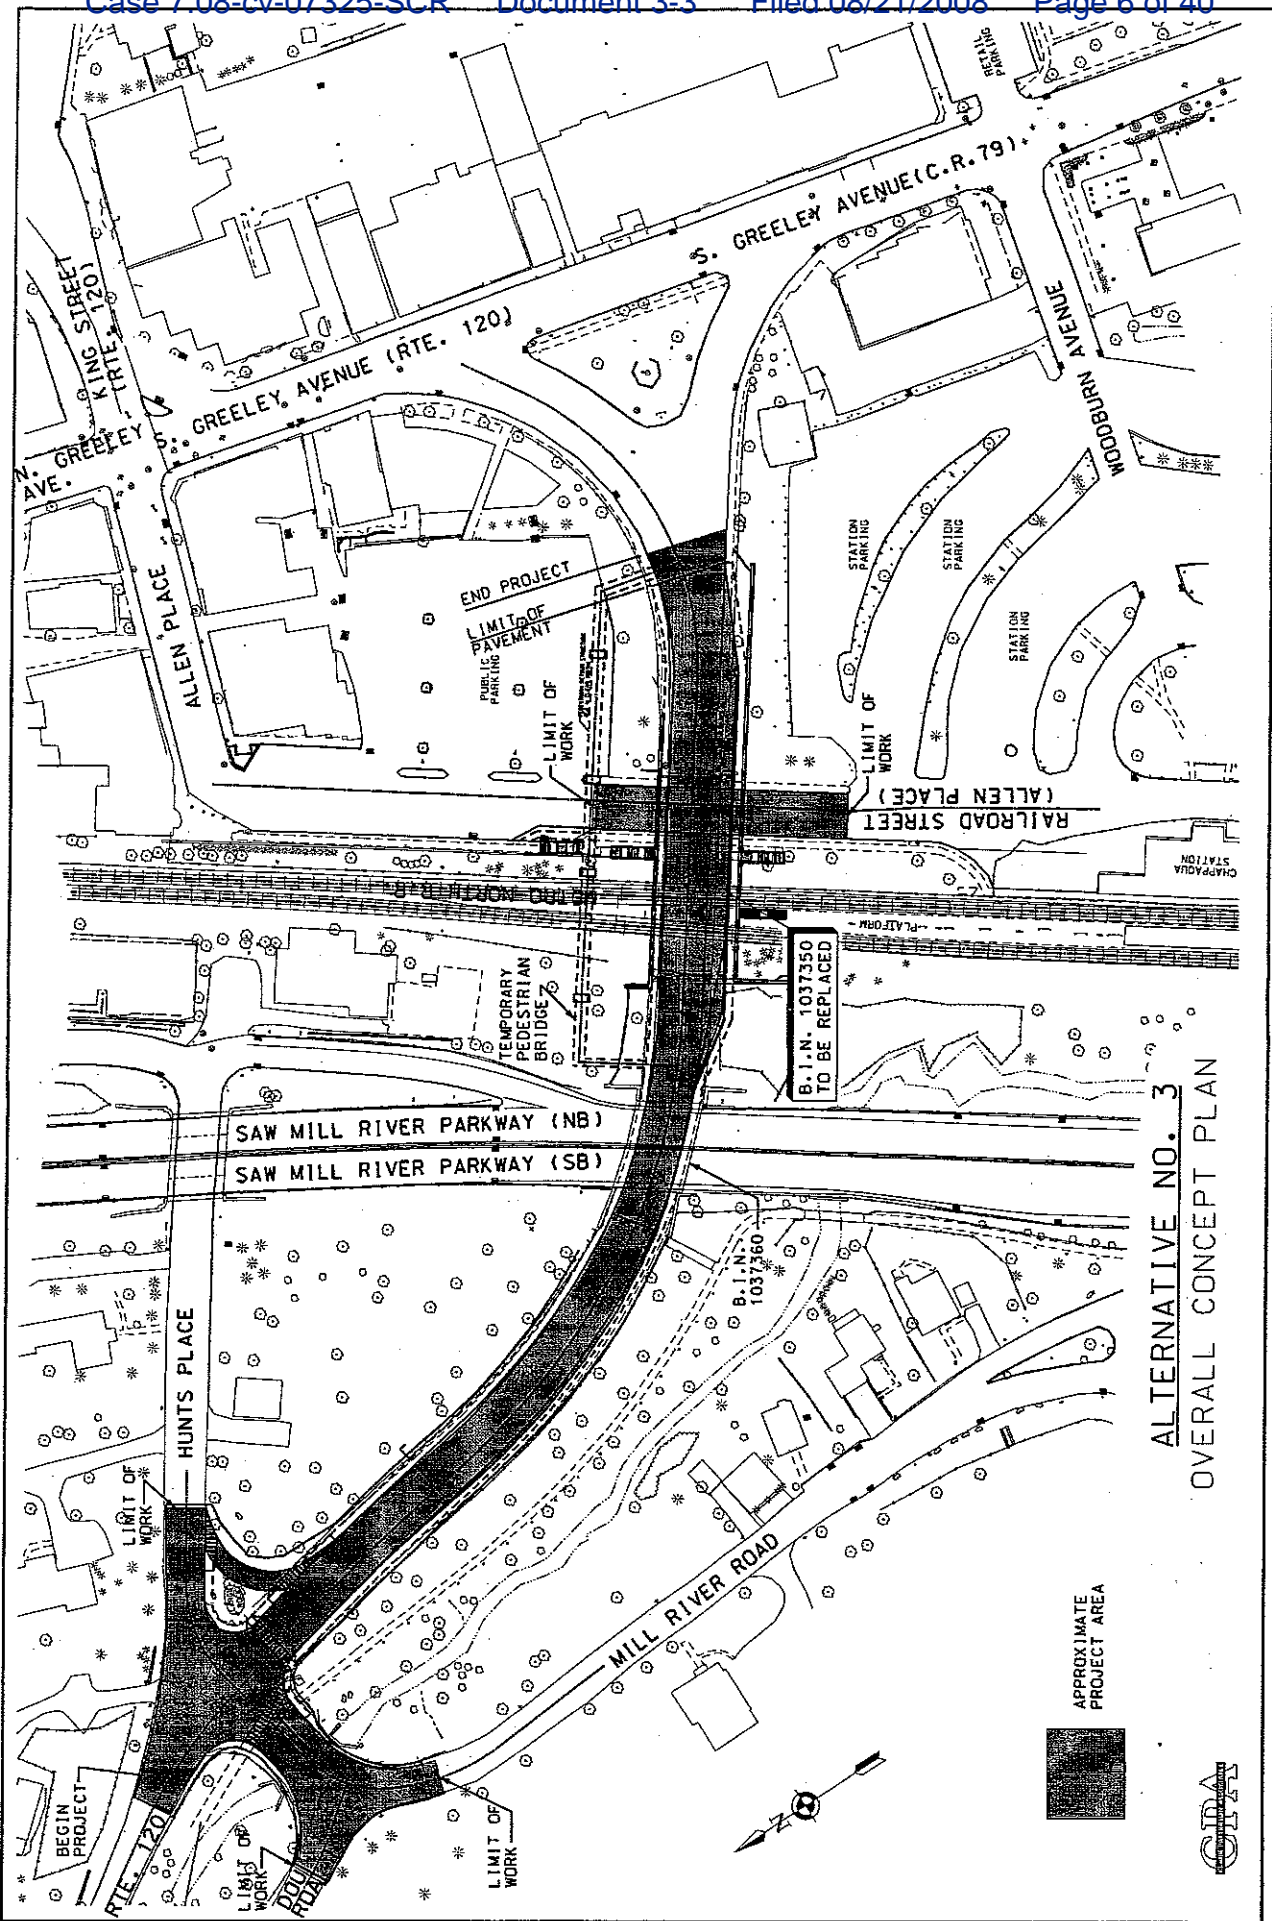 Case 7:08-cv-07325-SCR Document 3-3 Filed 08/21/2008 Page 6 of 40
RETAIL
PARKING
KING STREET
(RTE. 120)
N. GREELEY
AVE.
S. GREELEY AVENUE (RTE. 120)
S. GREELEY AVENUE (C.R.79)
WOODBURN AVENUE
ALLEN PLACE
END PROJECT
LIMIT OF
PAVEMENT
PUBLIC
PARKING
LIMIT OF
WORK
STATION
PARKING
STATION
PARKING
STATION
PARKING
LIMIT OF
WORK
RAILROAD STREET
(ALLEN PLACE)
CHAPPAQUA
STATION
METRO NORTH R.R.
PLATFORM
TEMPORARY
PEDESTRIAN
BRIDGE
B.I.N. 1037350
TO BE REPLACED
SAW MILL RIVER PARKWAY (NB)
SAW MILL RIVER PARKWAY (SB)
B.I.N.
1037360
HUNTS PLACE
LIMIT OF
WORK
MILL RIVER ROAD
BEGIN
PROJECT
RTE. 120
LIMIT OF
WORK
ROAD
LIMIT OF
WORK
N
APPROXIMATE
PROJECT AREA
ALTERNATIVE NO. 3
OVERALL CONCEPT PLAN